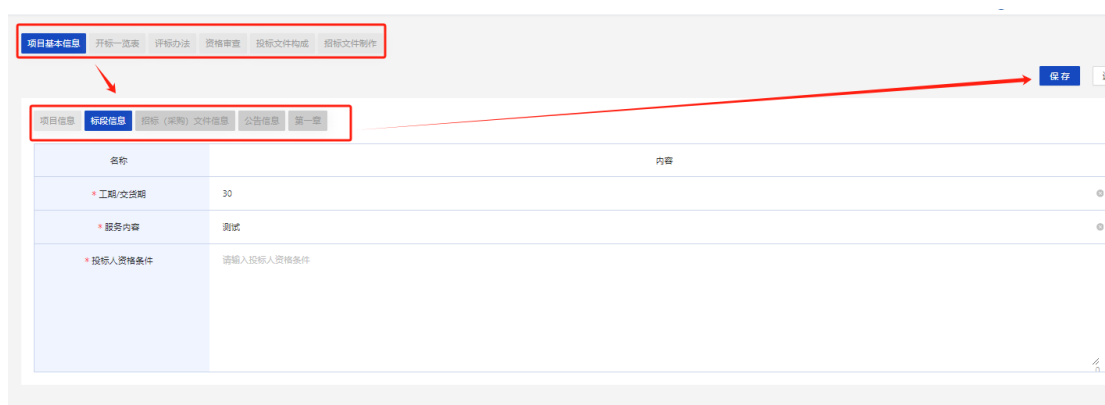 项目基本信息 开标一览表 评标办法 资格审查 投标文件构成 招标文件制作
保存
项目信息 标段信息 招标（采购）文件信息 公告信息 第一章
名称 内容
* 工期/交货期 30
* 服务内容 测试
* 投标人资格条件 请输入投标人资格条件